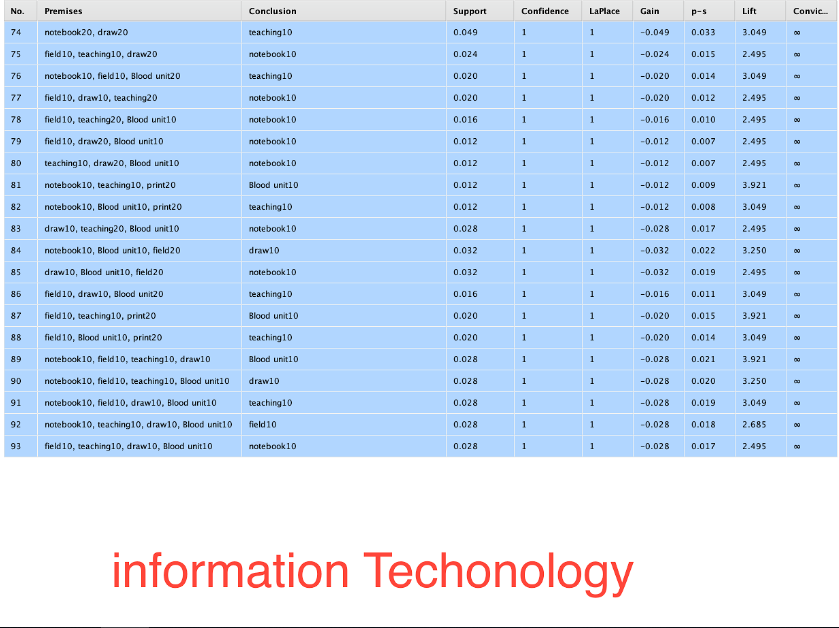 No. Premises Conclusion Support Confidence LaPlace Gain p-s Lift Convic...
74 notebook20, draw20 teaching10 0.049 1 1 -0.049 0.033 3.049 ∞
75 field10, teaching10, draw20 notebook10 0.024 1 1 -0.024 0.015 2.495 ∞
76 notebook10, field10, Blood unit20 teaching10 0.020 1 1 -0.020 0.014 3.049 ∞
77 field10, draw10, teaching20 notebook10 0.020 1 1 -0.020 0.012 2.495 ∞
78 field10, teaching20, Blood unit10 notebook10 0.016 1 1 -0.016 0.010 2.495 ∞
79 field10, draw20, Blood unit10 notebook10 0.012 1 1 -0.012 0.007 2.495 ∞
80 teaching10, draw20, Blood unit10 notebook10 0.012 1 1 -0.012 0.007 2.495 ∞
81 notebook10, teaching10, print20 Blood unit10 0.012 1 1 -0.012 0.009 3.921 ∞
82 notebook10, Blood unit10, print20 teaching10 0.012 1 1 -0.012 0.008 3.049 ∞
83 draw10, teaching20, Blood unit10 notebook10 0.028 1 1 -0.028 0.017 2.495 ∞
84 notebook10, Blood unit10, field20 draw10 0.032 1 1 -0.032 0.022 3.250 ∞
85 draw10, Blood unit10, field20 notebook10 0.032 1 1 -0.032 0.019 2.495 ∞
86 field10, draw10, Blood unit20 teaching10 0.016 1 1 -0.016 0.011 3.049 ∞
87 field10, teaching10, print20 Blood unit10 0.020 1 1 -0.020 0.015 3.921 ∞
88 field10, Blood unit10, print20 teaching10 0.020 1 1 -0.020 0.014 3.049 ∞
89 notebook10, field10, teaching10, draw10 Blood unit10 0.028 1 1 -0.028 0.021 3.921 ∞
90 notebook10, field10, teaching10, Blood unit10 draw10 0.028 1 1 -0.028 0.020 3.250 ∞
91 notebook10, field10, draw10, Blood unit10 teaching10 0.028 1 1 -0.028 0.019 3.049 ∞
92 notebook10, teaching10, draw10, Blood unit10 field10 0.028 1 1 -0.028 0.018 2.685 ∞
93 field10, teaching10, draw10, Blood unit10 notebook10 0.028 1 1 -0.028 0.017 2.495 ∞
information Techonology